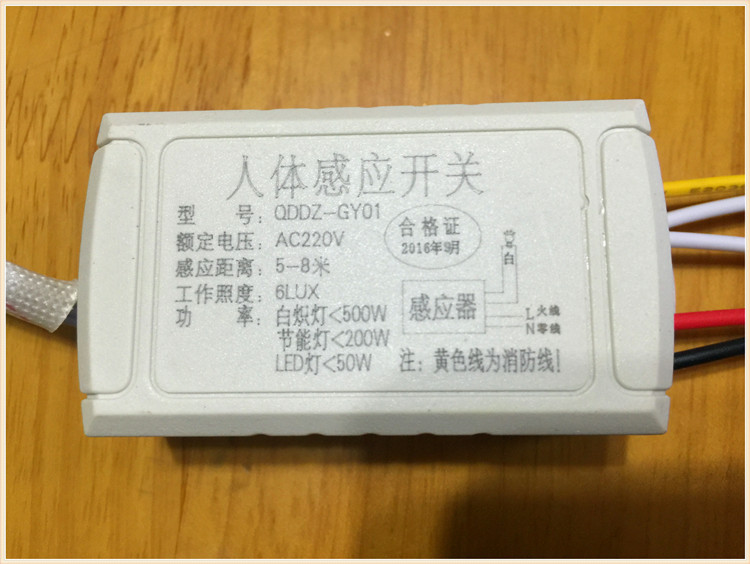 人体感应开关
型 号：QDDZ-GY01
额定电压：AC220V
感应距离：5-8米
工作照度：6LUX
功 率：白炽灯<500W
节能灯<200W
LED灯<50W
合格证
2016年
白
感应器
L火线
N零线
注：黄色线为消防线！